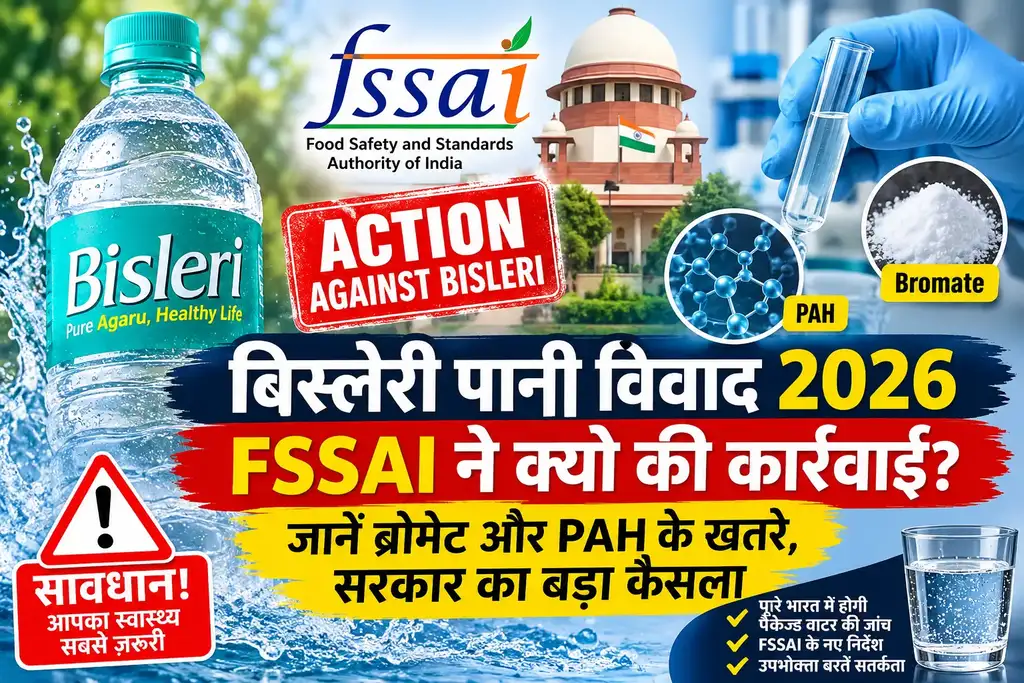 fssai
Food Safety and Standards
Authority of India
ACTION
AGAINST BISLERI
Bisleri
Pure Agaru, Healthy Life
PAH
Bromate
बिस्लेरी पानी विवाद 2026
FSSAI ने क्यो की कार्रवाई?
जानें ब्रोमेट और PAH के खतरे,
सरकार का बड़ा कैसला
सावधान!
आपका स्वास्थ्य
सबसे ज़रूरी
पूरे भारत में होगी
पैकेज्ड वाटर की जांच
FSSAI के नए निर्देश
उपभोक्ता बरतें सतर्कता